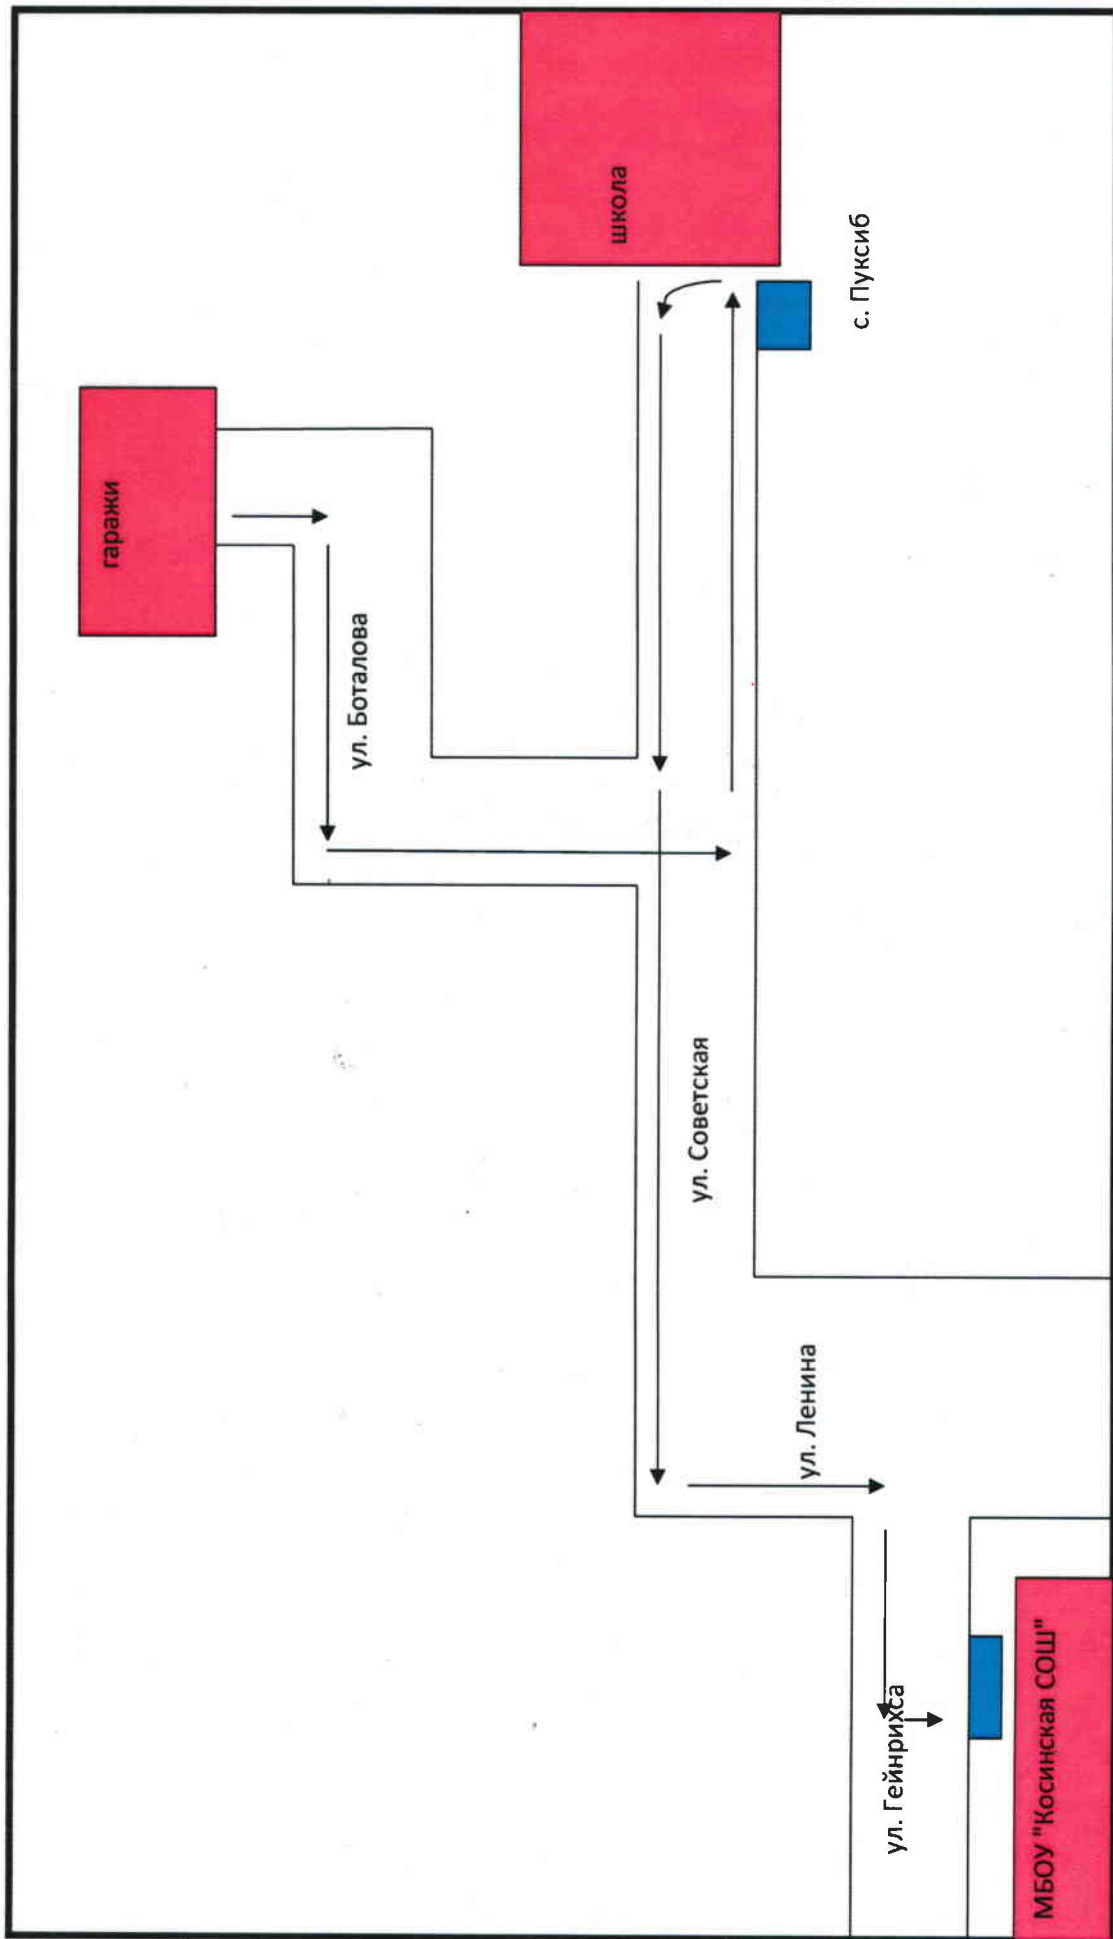 гаражи
школа
ул. Боталова
с. Пуксиб
ул. Советская
ул. Ленина
ул. Гейнрихса
МБОУ "Косинская СОШ"